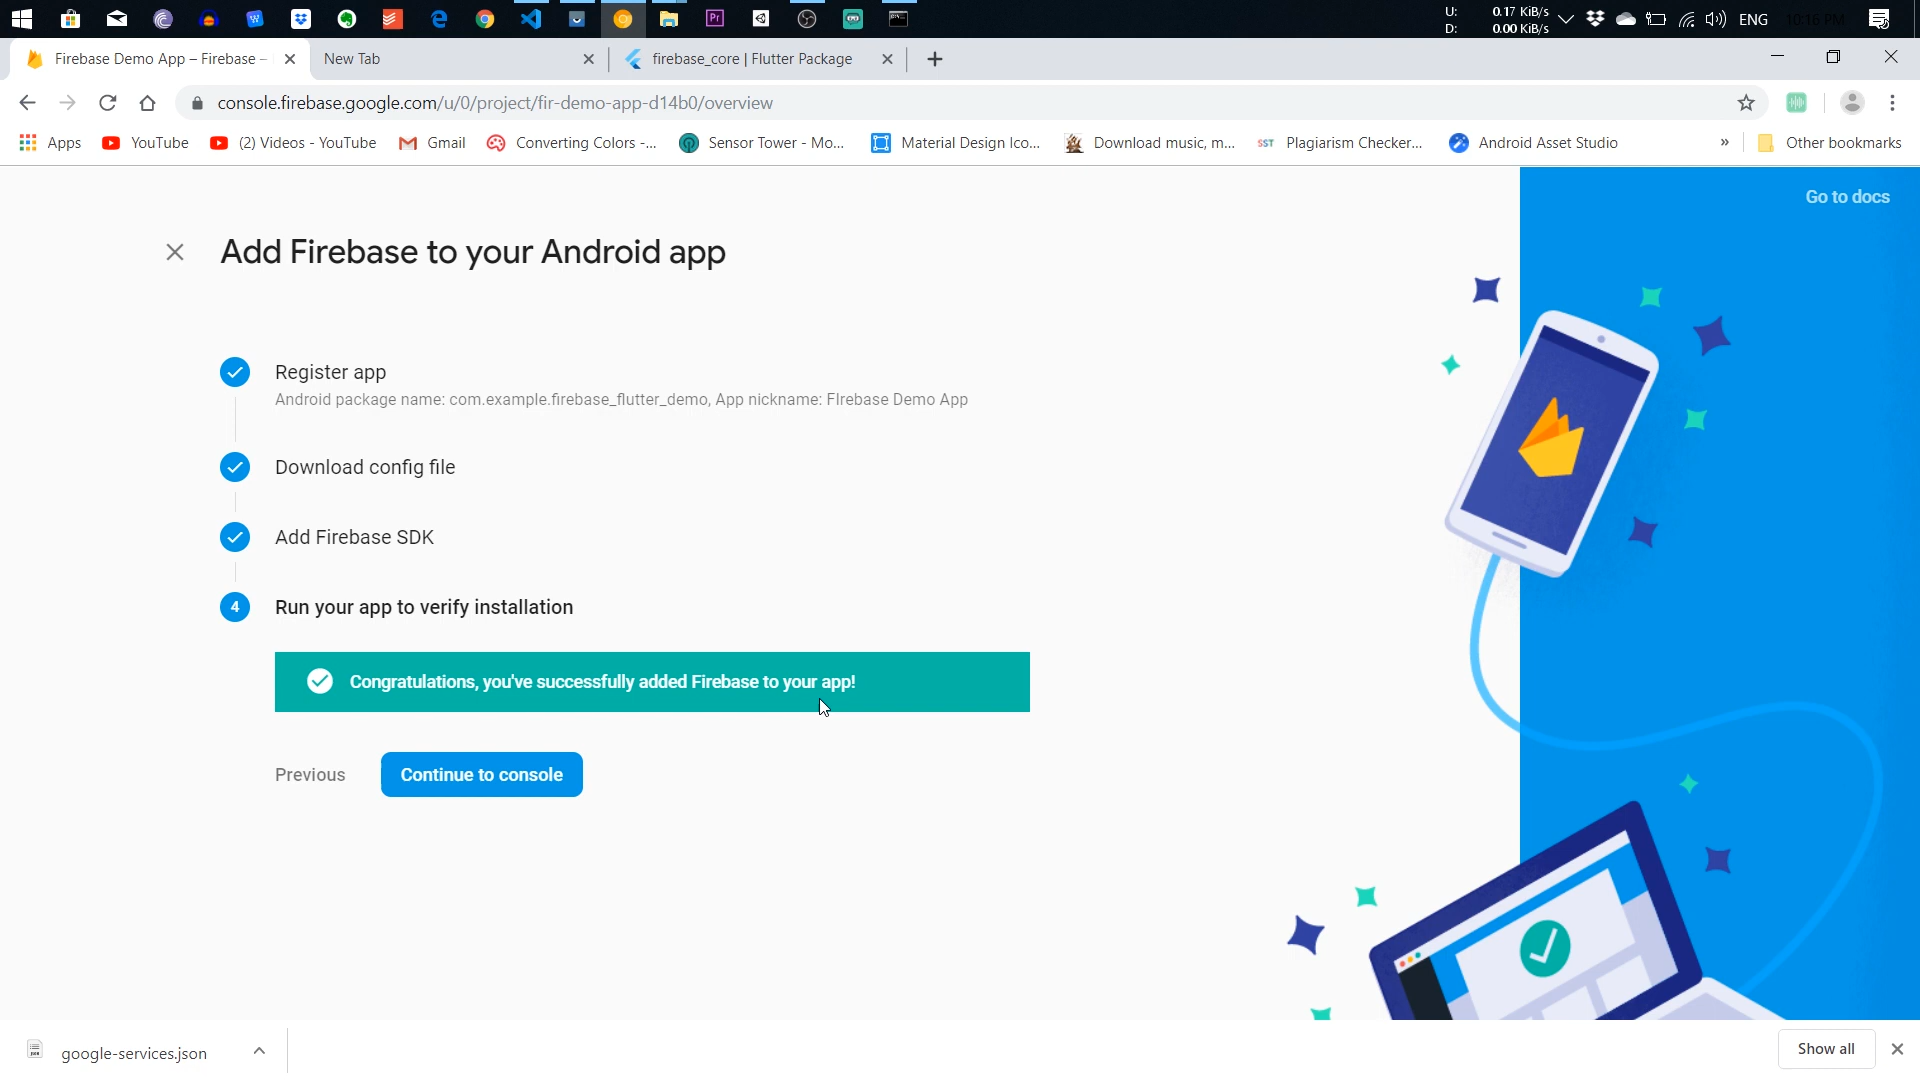 U: 0.17 KiB/s
D: 0.00 KiB/s
ENG
10:16 PM
Firebase Demo App – Firebase –
New Tab
firebase_core | Flutter Package
console.firebase.google.com/u/0/project/fir-demo-app-d14b0/overview
Apps
YouTube
(2) Videos - YouTube
Gmail
Converting Colors -...
Sensor Tower - Mo...
Material Design Ico...
Download music, m...
SST
Plagiarism Checker...
Android Asset Studio
»
Other bookmarks
Go to docs
Add Firebase to your Android app
Register app
Android package name: com.example.firebase_flutter_demo, App nickname: FIrebase Demo App
Download config file
Add Firebase SDK
4
Run your app to verify installation
Congratulations, you've successfully added Firebase to your app!
Previous
Continue to console
google-services.json
Show all